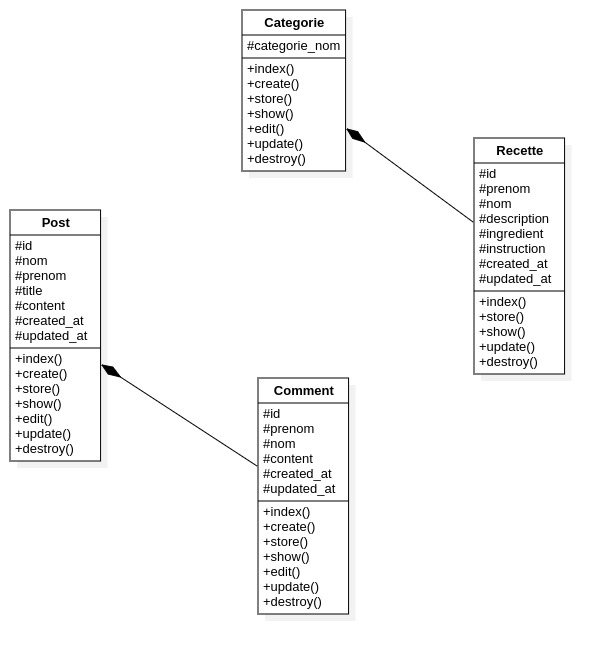 Categorie
#categorie_nom
+index()
+create()
+store()
+show()
+edit()
+update()
+destroy()
Recette
#id
#prenom
#nom
#description
#ingredient
#instruction
#created_at
#updated_at
+index()
+store()
+show()
+update()
+destroy()
Post
#id
#nom
#prenom
#title
#content
#created_at
#updated_at
+index()
+create()
+store()
+show()
+edit()
+update()
+destroy()
Comment
#id
#prenom
#nom
#content
#created_at
#updated_at
+index()
+create()
+store()
+show()
+edit()
+update()
+destroy()